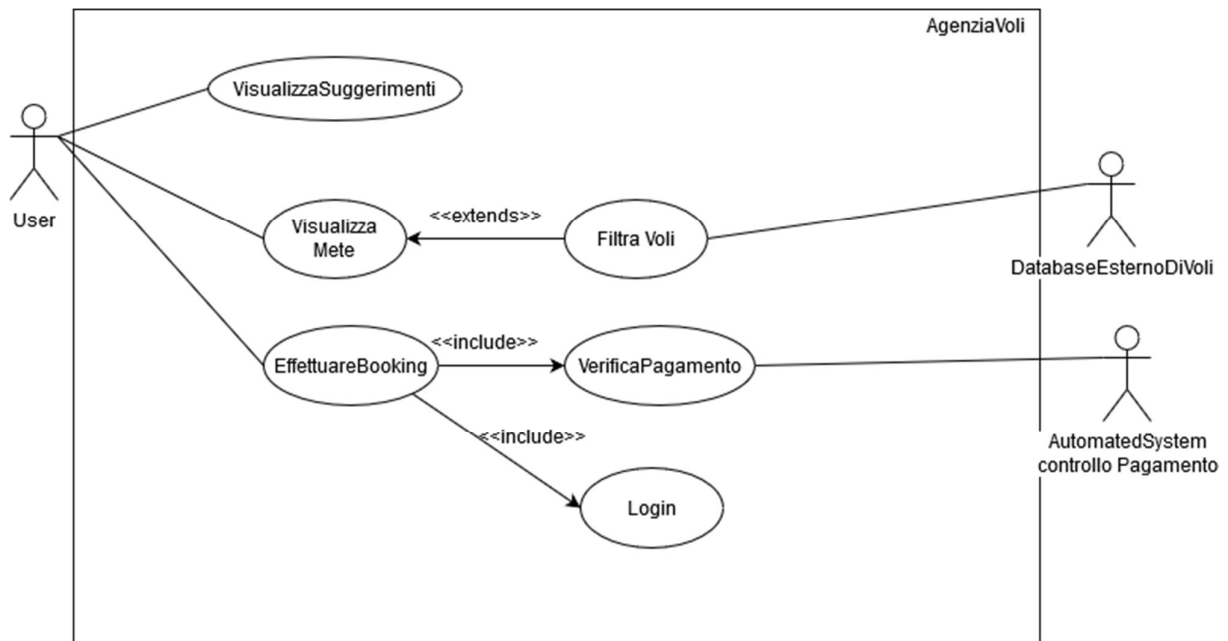 AgenziaVoli
VisualizzaSuggerimenti
User
Visualizza
Mete
<<extends>>
Filtra Voli
DatabaseEsternoDiVoli
EffettuareBooking
<<include>>
VerificaPagamento
AutomatedSystem
controllo Pagamento
<<include>>
Login